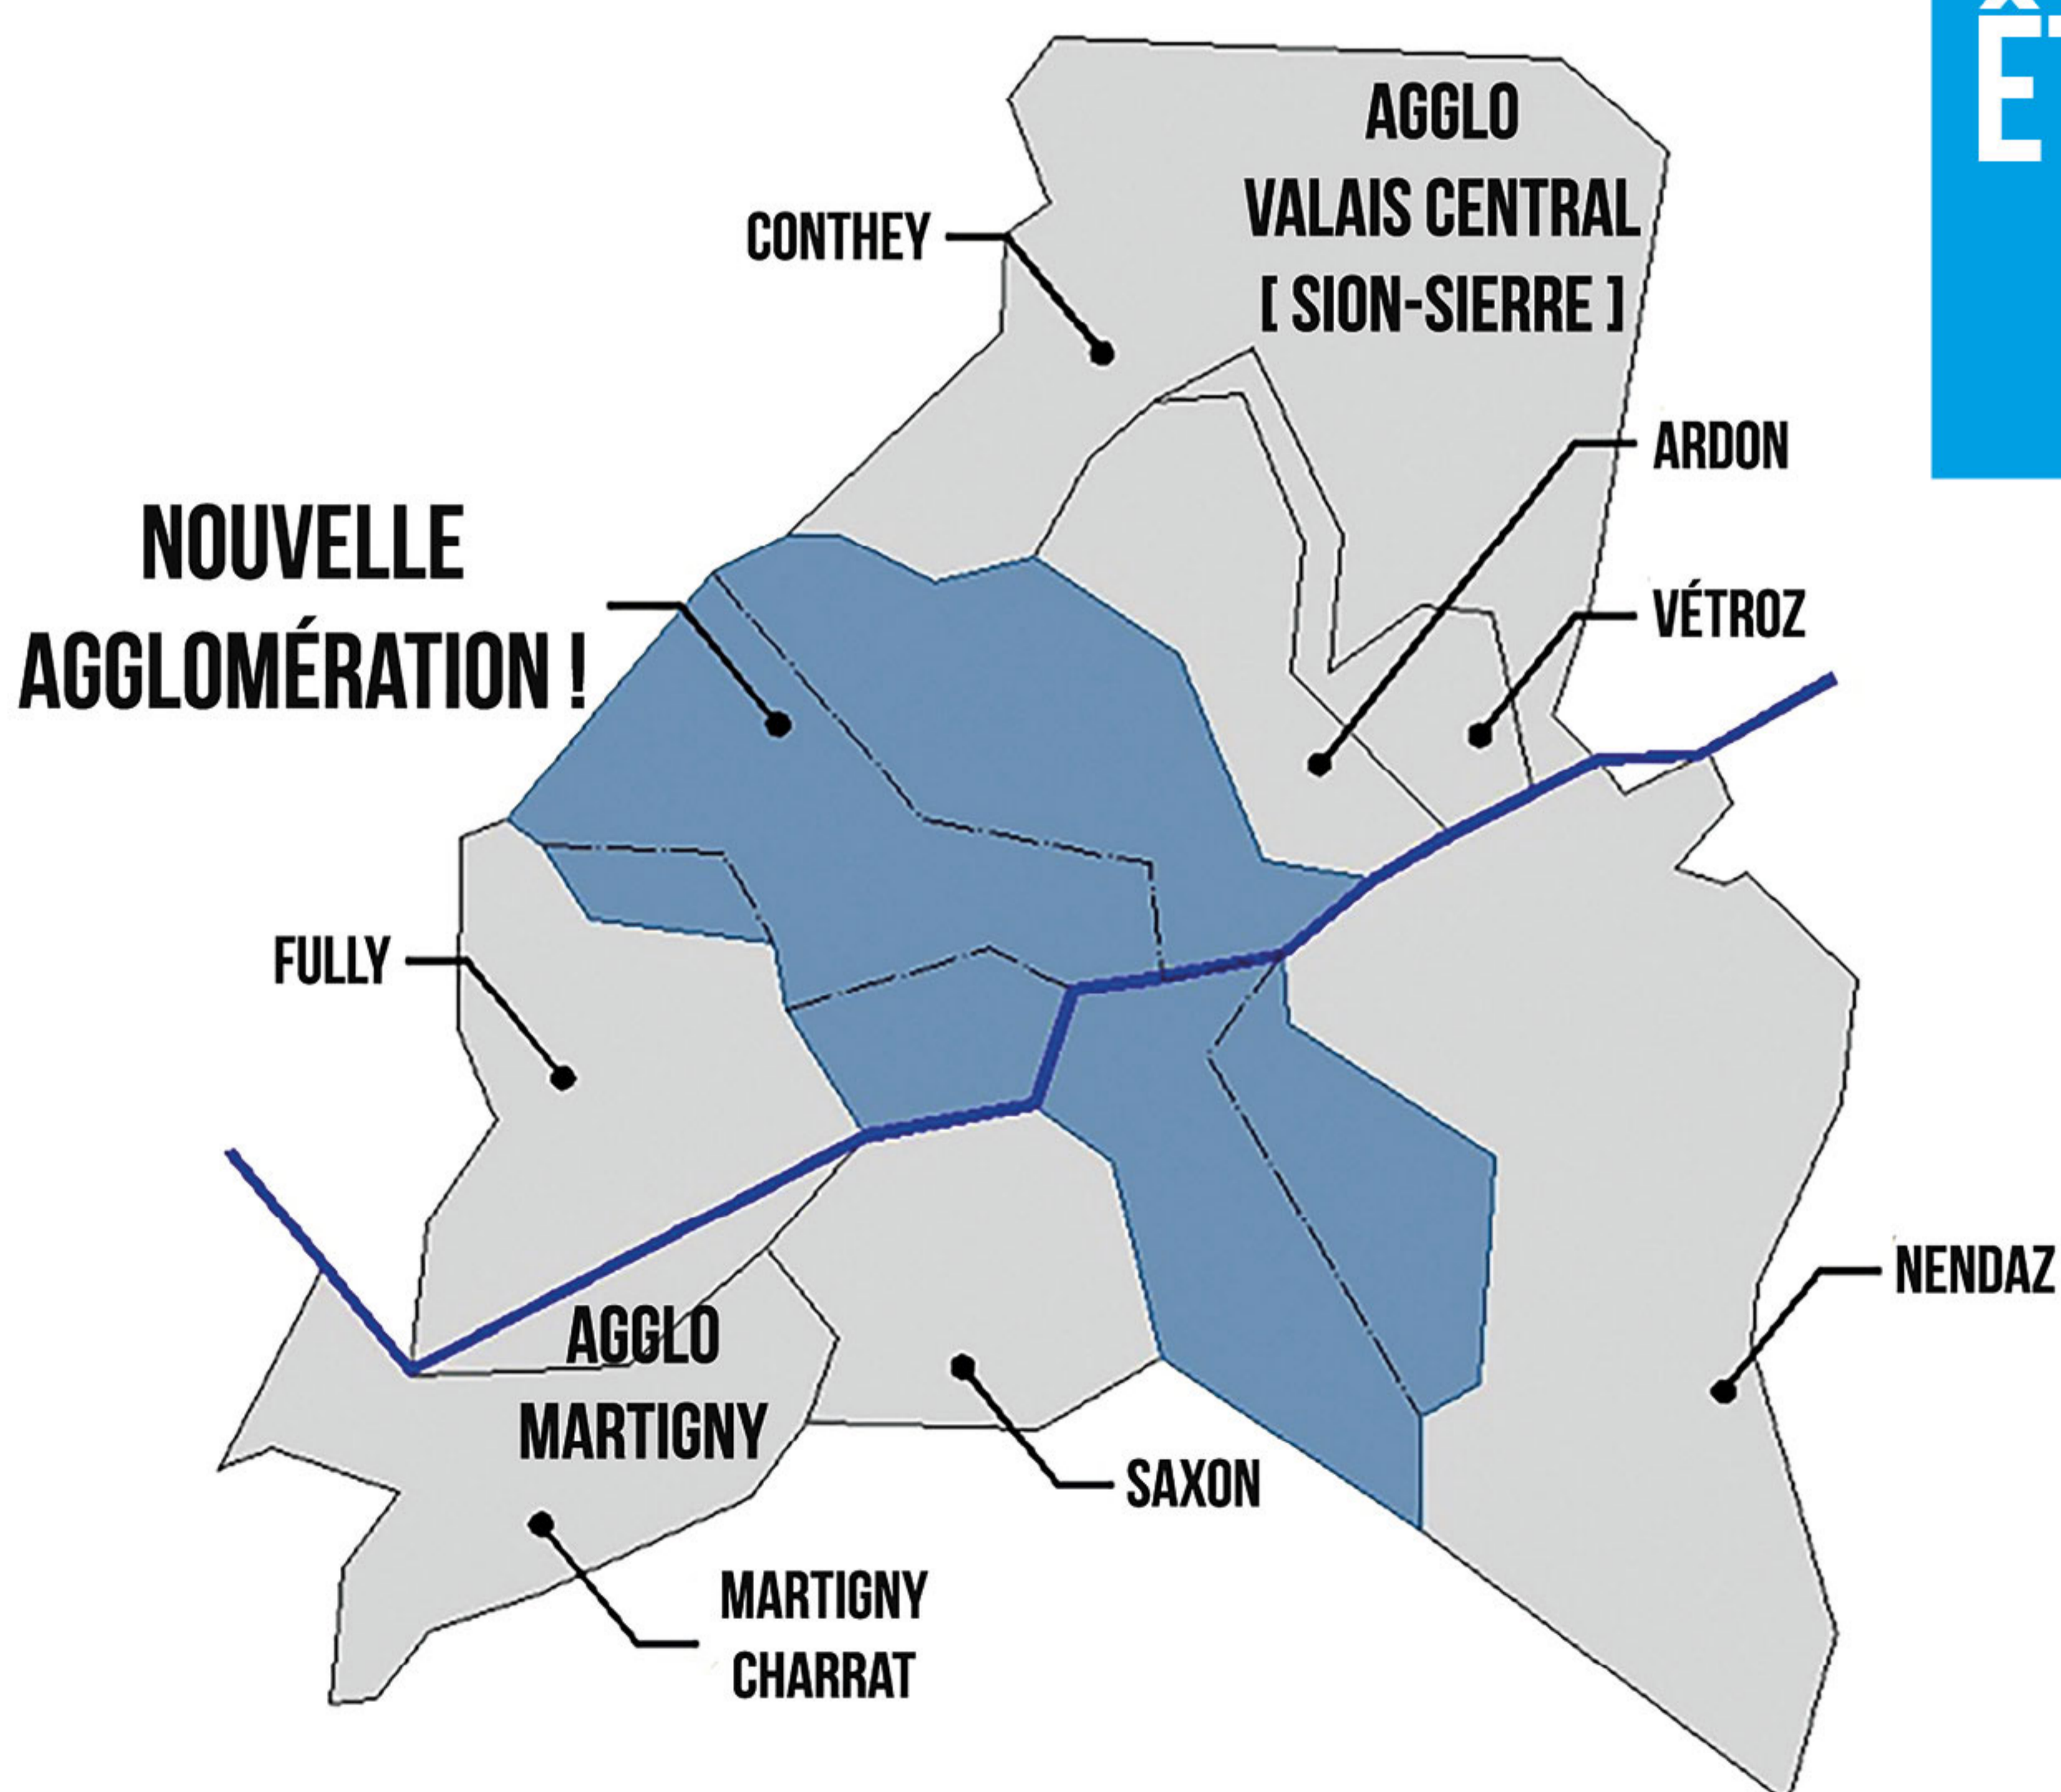 AGGLO
VALAIS CENTRAL
[ SION-SIERRE ]
CONTHEY
ARDON
NOUVELLE
AGGLOMÉRATION !
VÉTROZ
FULLY
NENDAZ
AGGLO
MARTIGNY
SAXON
MARTIGNY
CHARRAT